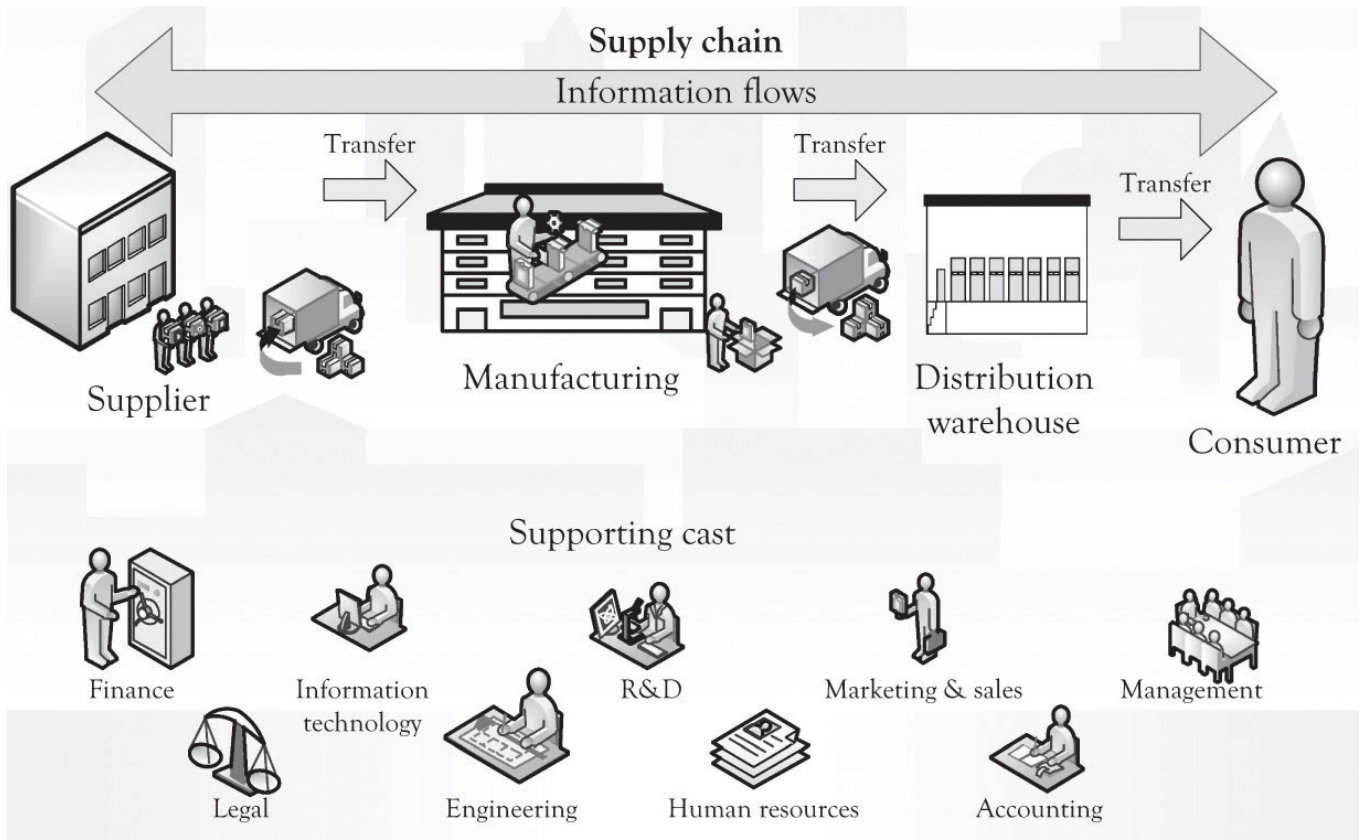 Supply chain
Information flows
Transfer
Transfer
Transfer
Supplier
Manufacturing
Distribution
warehouse
Consumer
Supporting cast
Finance
Information
technology
R&D
Marketing & sales
Management
Legal
Engineering
Human resources
Accounting